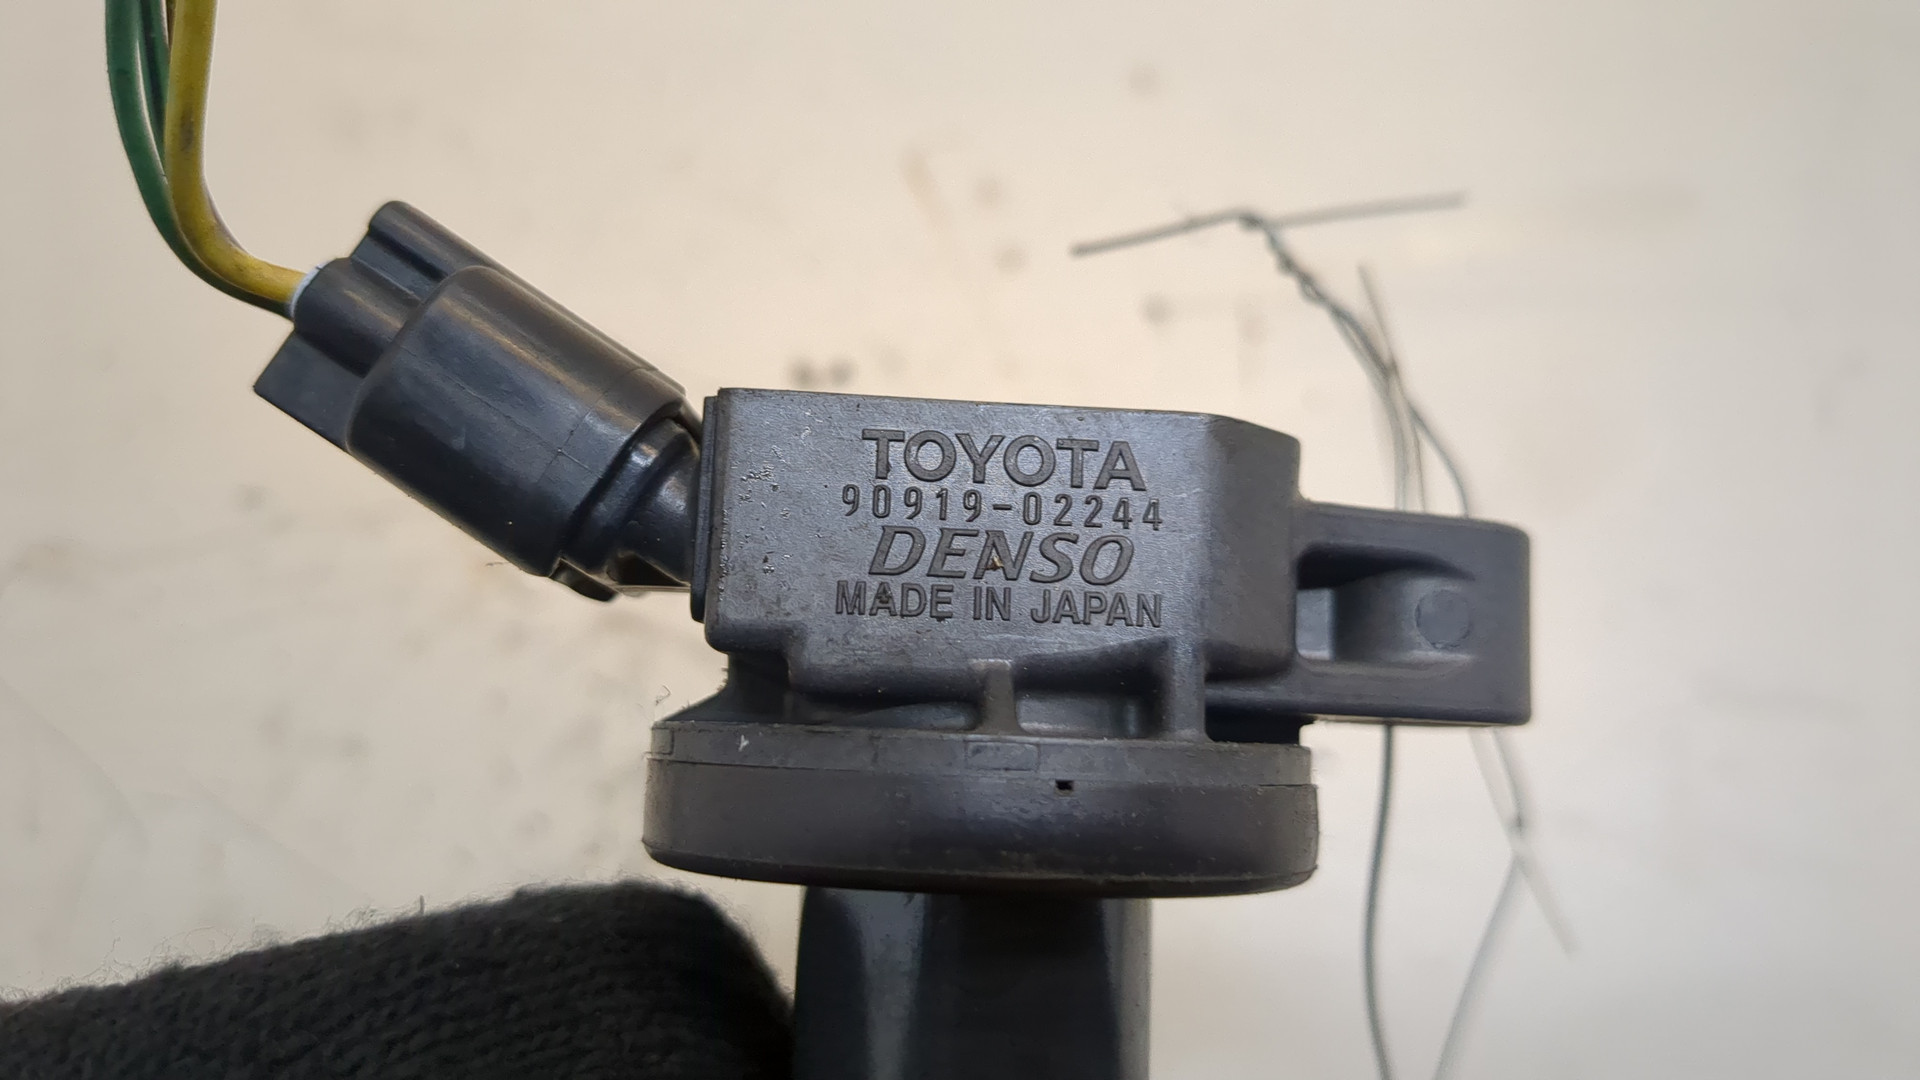 TOYOTA
90919-02244
DENSO
MADE IN JAPAN